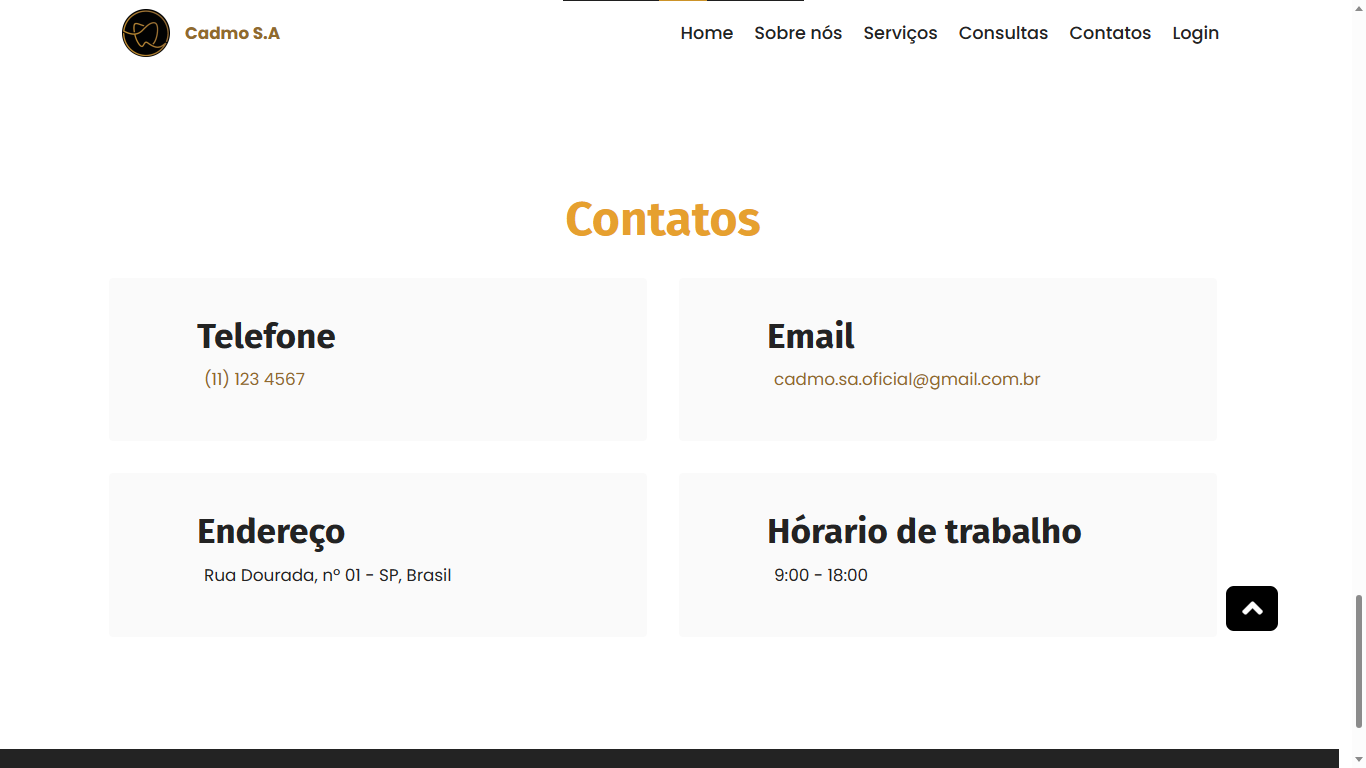 Cadmo S.A
Home Sobre nós Serviços Consultas Contatos Login
Contatos
Telefone
(11) 123 4567
Email
cadmo.sa.oficial@gmail.com.br
Endereço
Rua Dourada, nº 01 - SP, Brasil
Hórario de trabalho
9:00 - 18:00